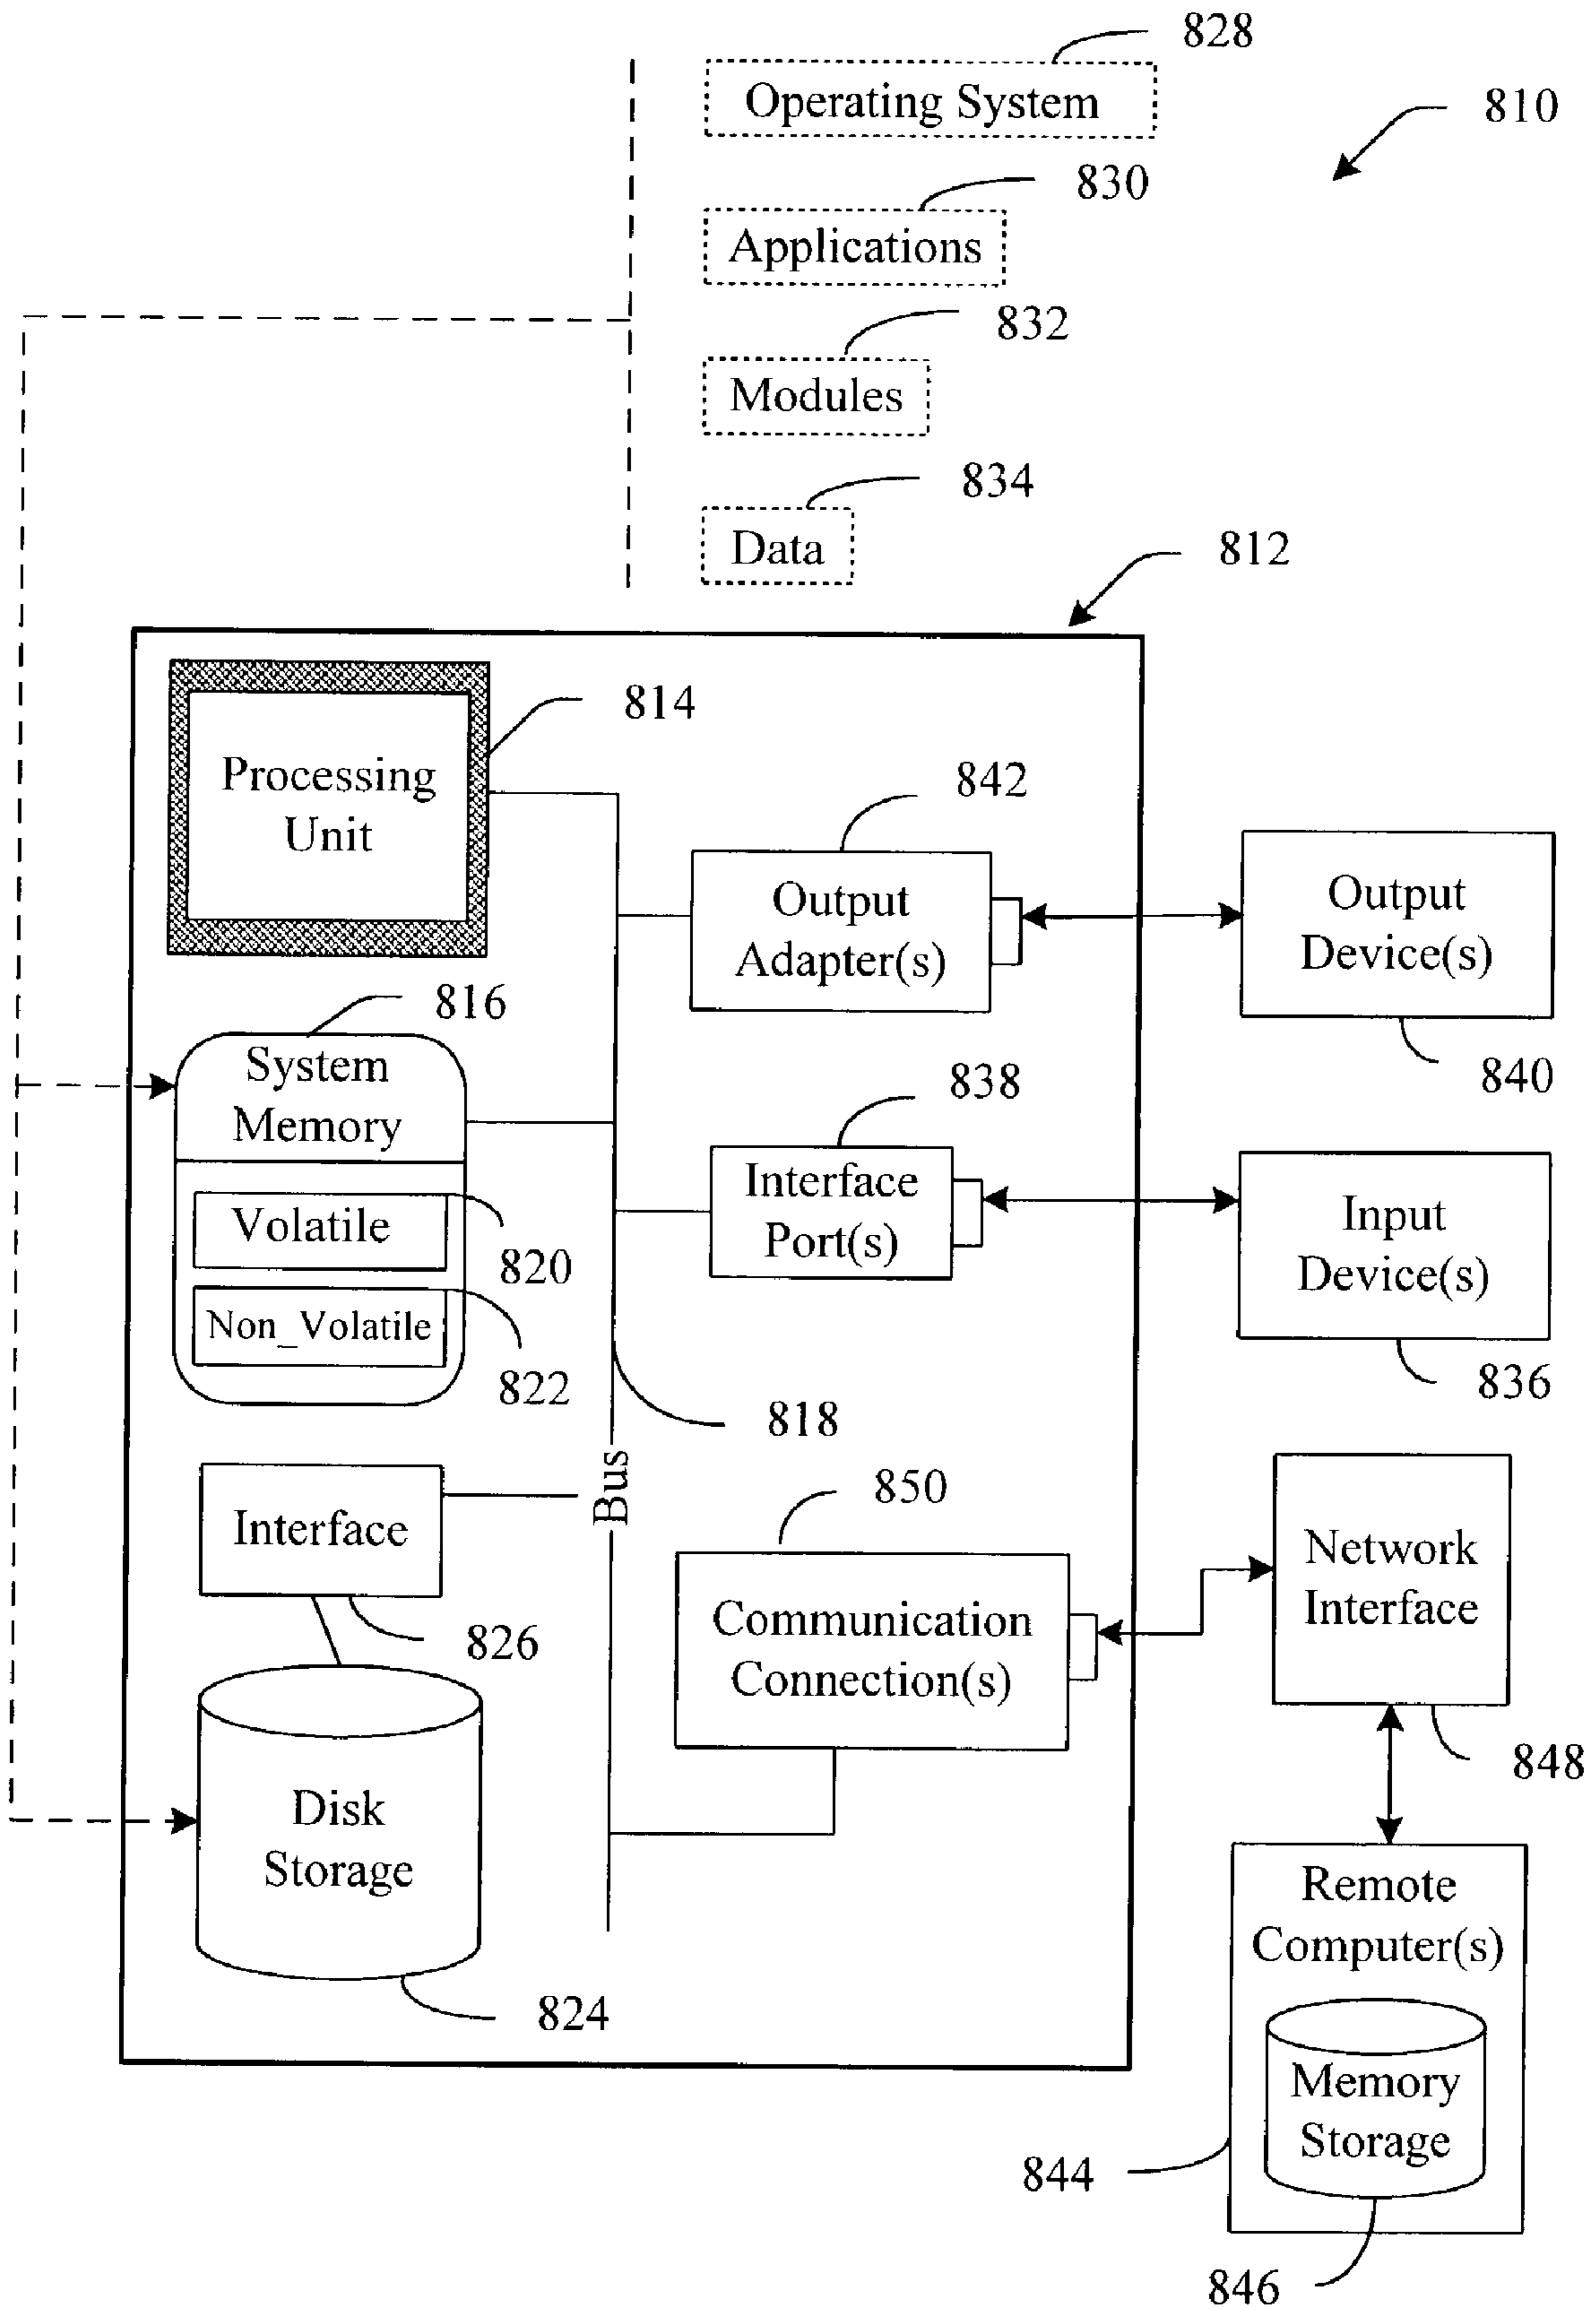 828
Operating System
810
830
Applications
832
Modules
834
Data
812
814
Processing
Unit
842
Output
Adapter(s)
Output
Device(s)
840
816
System
Memory
838
Interface
Port(s)
Input
Device(s)
836
Volatile
820
Non_Volatile
822
818
Bus
Interface
826
850
Communication
Connection(s)
Network
Interface
848
Disk
Storage
824
Remote
Computer(s)
Memory
Storage
844
846